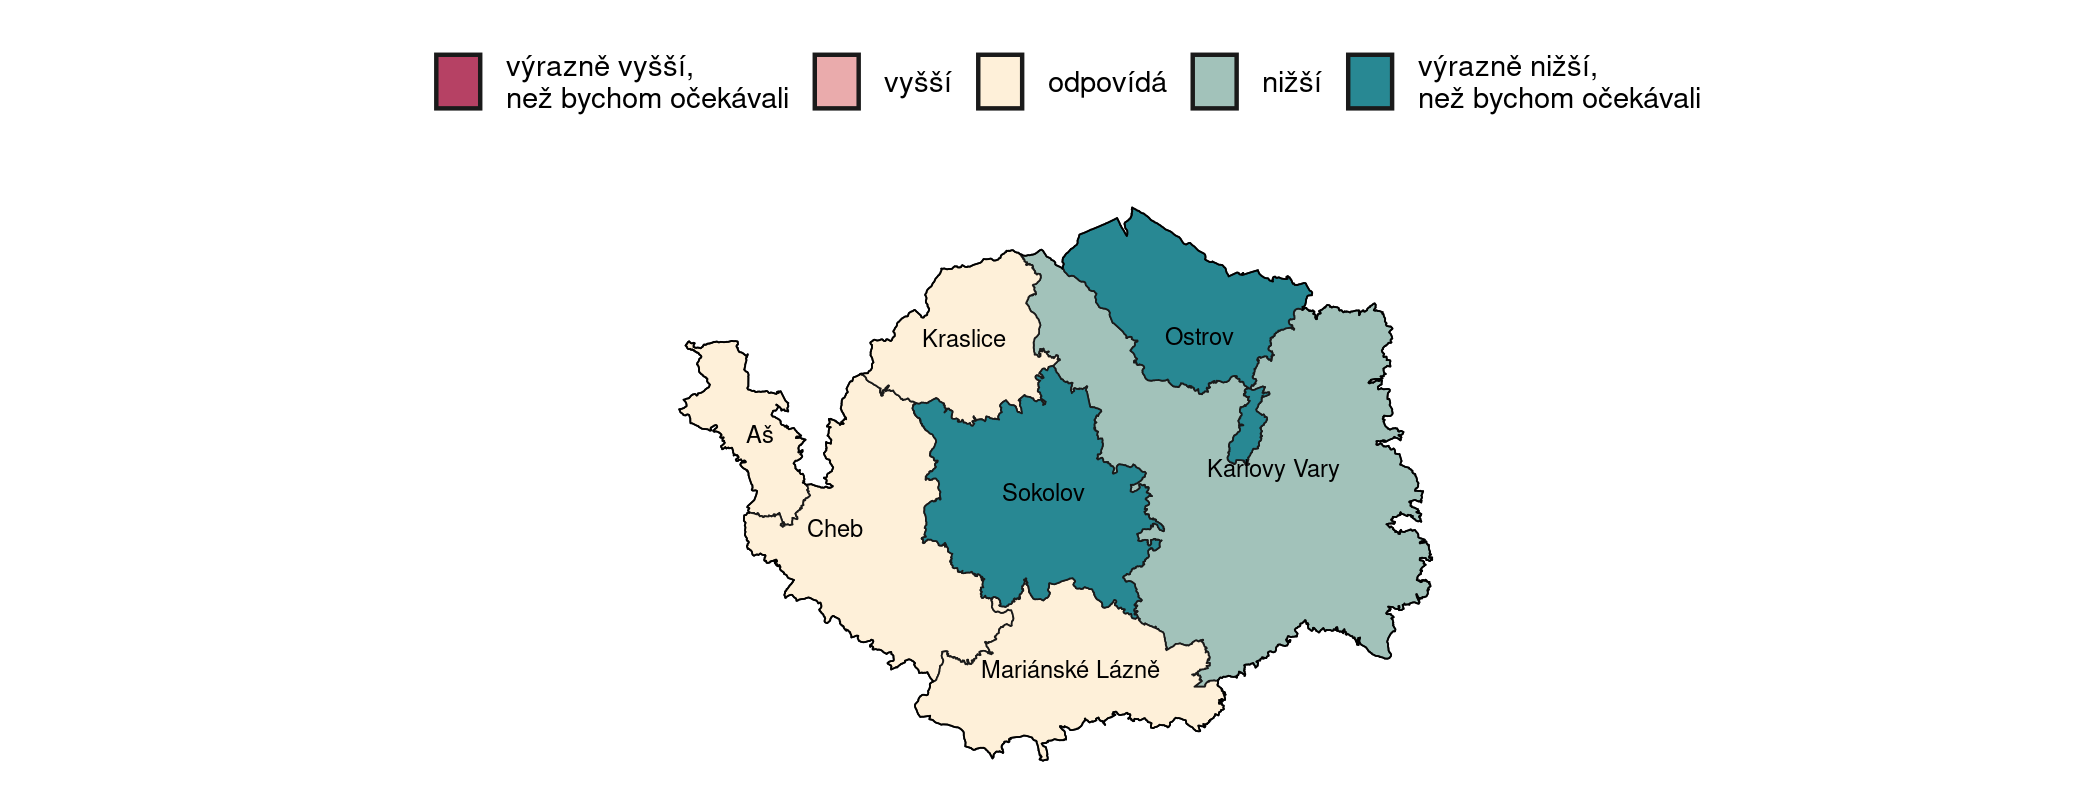 výrazně vyšší,
než bychom očekávali
vyšší
odpovídá
nižší
výrazně nižší,
než bychom očekávali
Ostrov
Kraslice
Aš
Karlovy Vary
Sokolov
Cheb
Mariánské Lázně